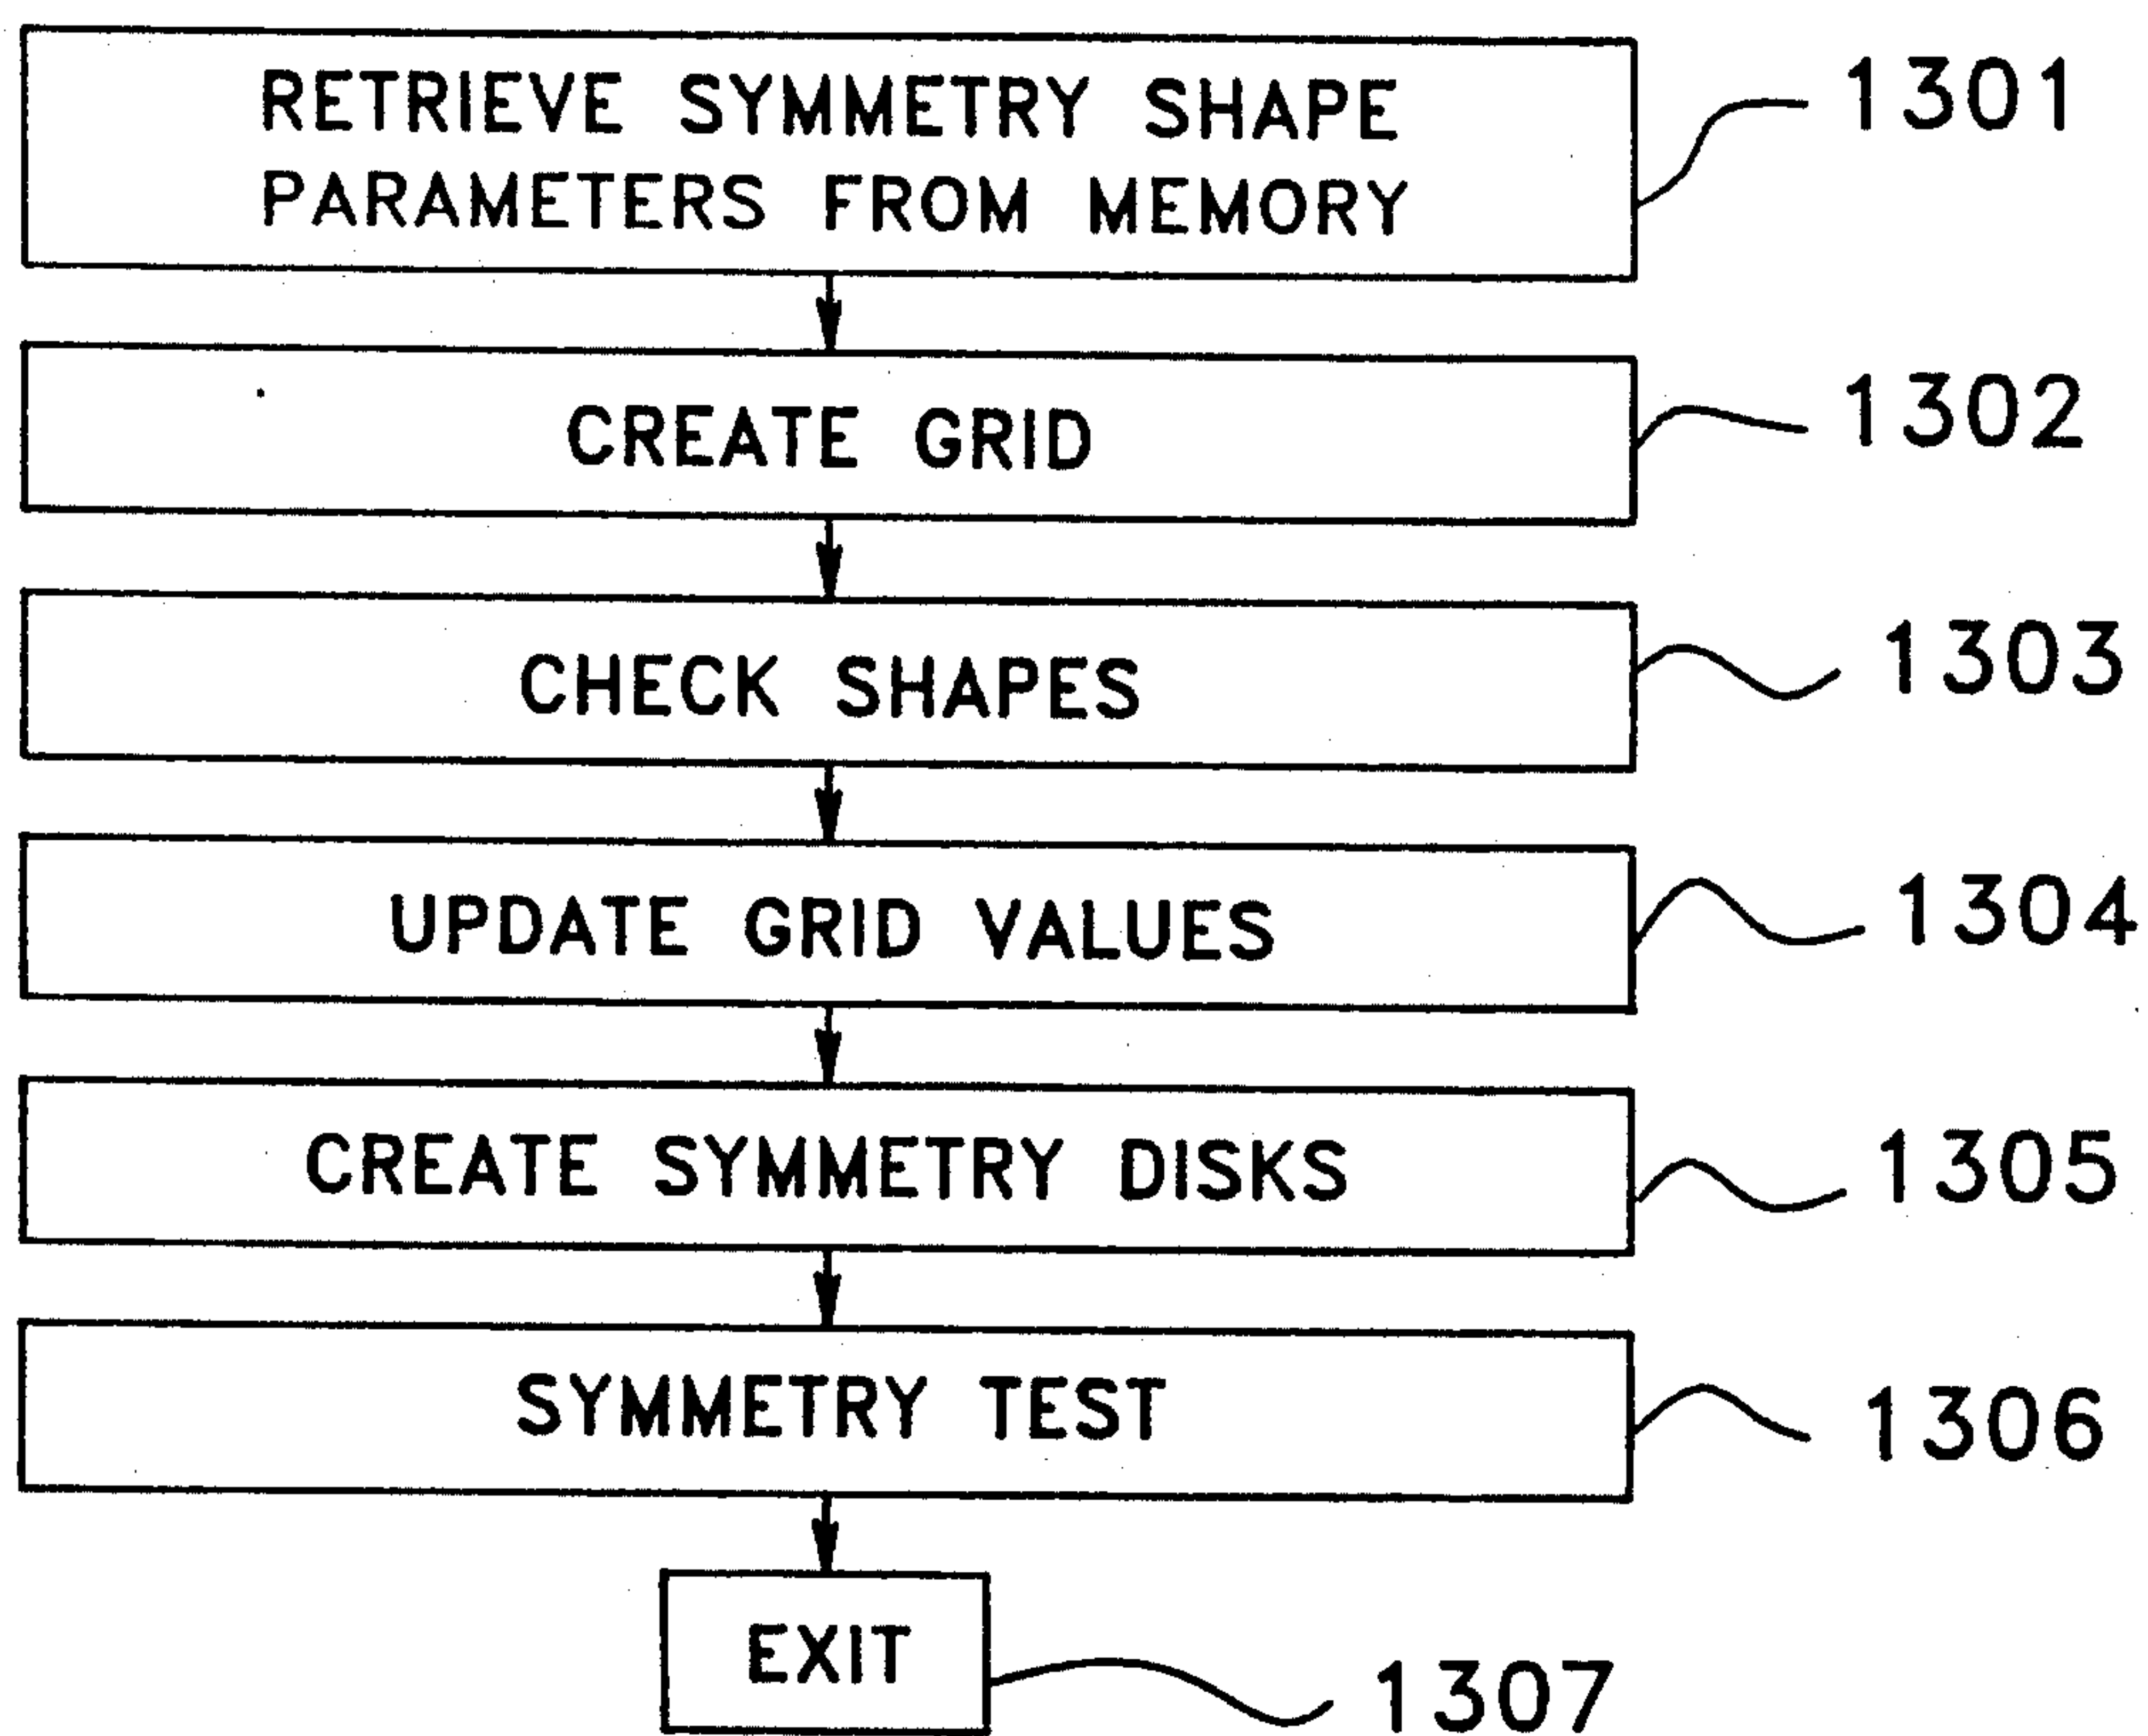 RETRIEVE SYMMETRY SHAPE
PARAMETERS FROM MEMORY
1301
CREATE GRID
1302
CHECK SHAPES
1303
UPDATE GRID VALUES
1304
CREATE SYMMETRY DISKS
1305
SYMMETRY TEST
1306
EXIT
1307